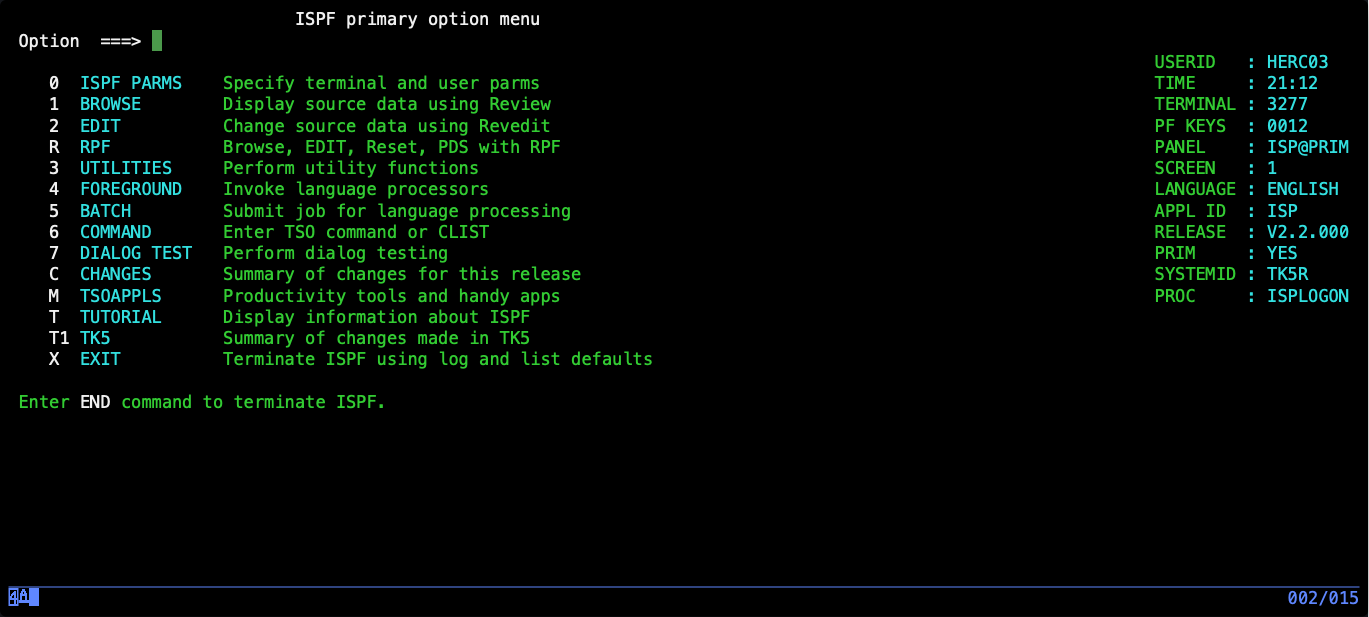 ISPF primary option menu
Option ===>
USERID : HERC03
0 ISPF PARMS Specify terminal and user parms TIME : 21:12
1 BROWSE Display source data using Review TERMINAL : 3277
2 EDIT Change source data using Revedit PF KEYS : 0012
R RPF Browse, EDIT, Reset, PDS with RPF PANEL : ISP@PRIM
3 UTILITIES Perform utility functions SCREEN : 1
4 FOREGROUND Invoke language processors LANGUAGE : ENGLISH
5 BATCH Submit job for language processing APPL ID : ISP
6 COMMAND Enter TSO command or CLIST RELEASE : V2.2.000
7 DIALOG TEST Perform dialog testing PRIM : YES
C CHANGES Summary of changes for this release SYSTEMID : TK5R
M TSOAPPLS Productivity tools and handy apps PROC : ISPLOGON
T TUTORIAL Display information about ISPF
T1 TK5 Summary of changes made in TK5
X EXIT Terminate ISPF using log and list defaults
Enter END command to terminate ISPF.
4A 002/015